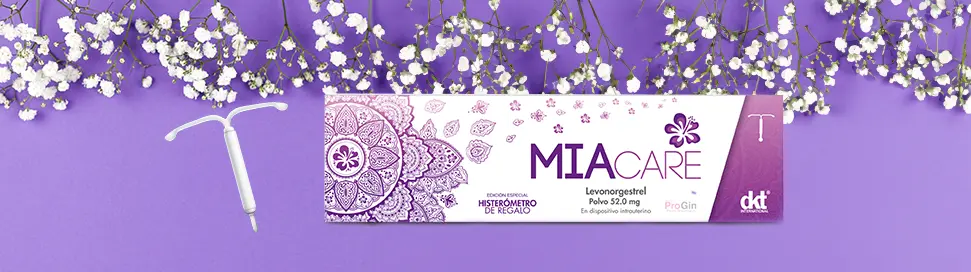 MIACARE
Levonorgestrel
Polvo 52.0 mg
En dispositivo intrauterino
EDICIÓN ESPECIAL
HISTERÓMETRO
DE REGALO
ProGin
dkt®
INTERNATIONAL